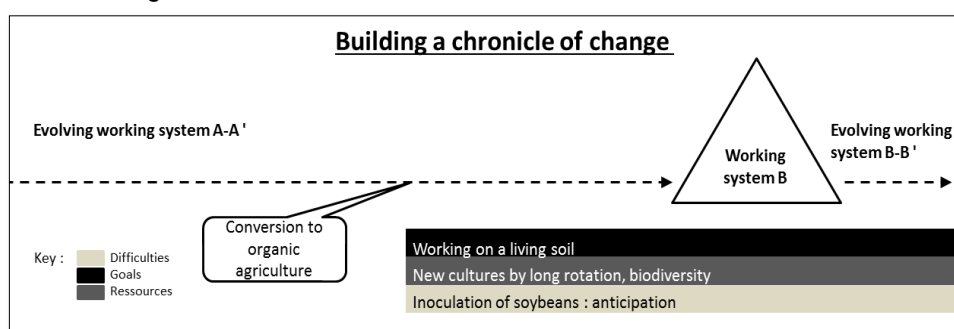 Building a chronicle of change
Evolving working system A-A '
Evolving working
system B-B '
Working
system B
Conversion to
organic
agriculture
Key :
Difficulties
Goals
Ressources
Working on a living soil
New cultures by long rotation, biodiversity
Inoculation of soybeans : anticipation